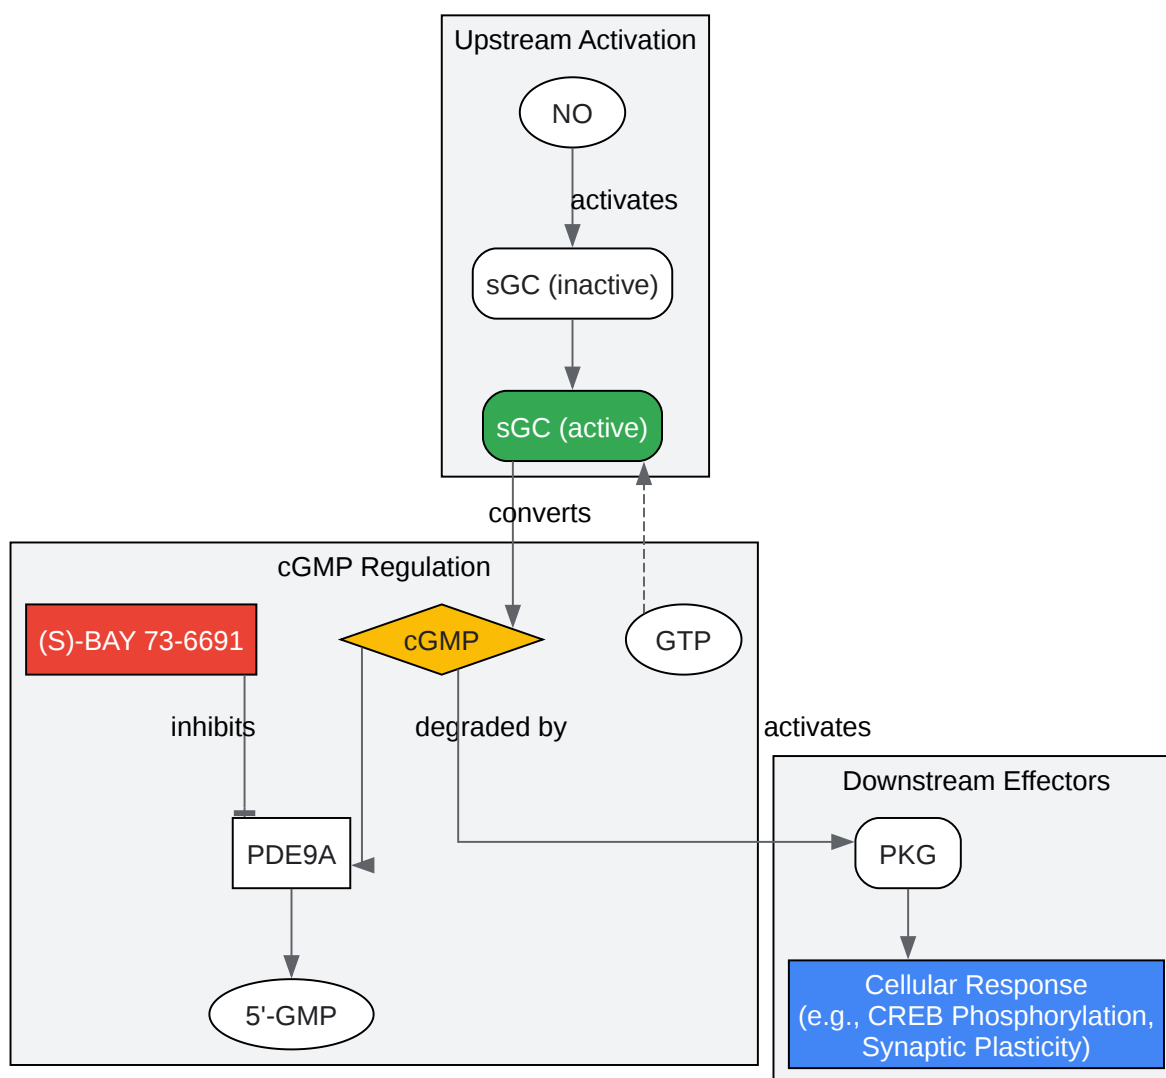 Upstream Activation
NO
activates
sGC (inactive)
sGC (active)
converts
cGMP Regulation
(S)-BAY 73-6691
cGMP
GTP
inhibits
degraded by
activates
Downstream Effectors
PDE9A
PKG
5'-GMP
Cellular Response
(e.g., CREB Phosphorylation,
Synaptic Plasticity)